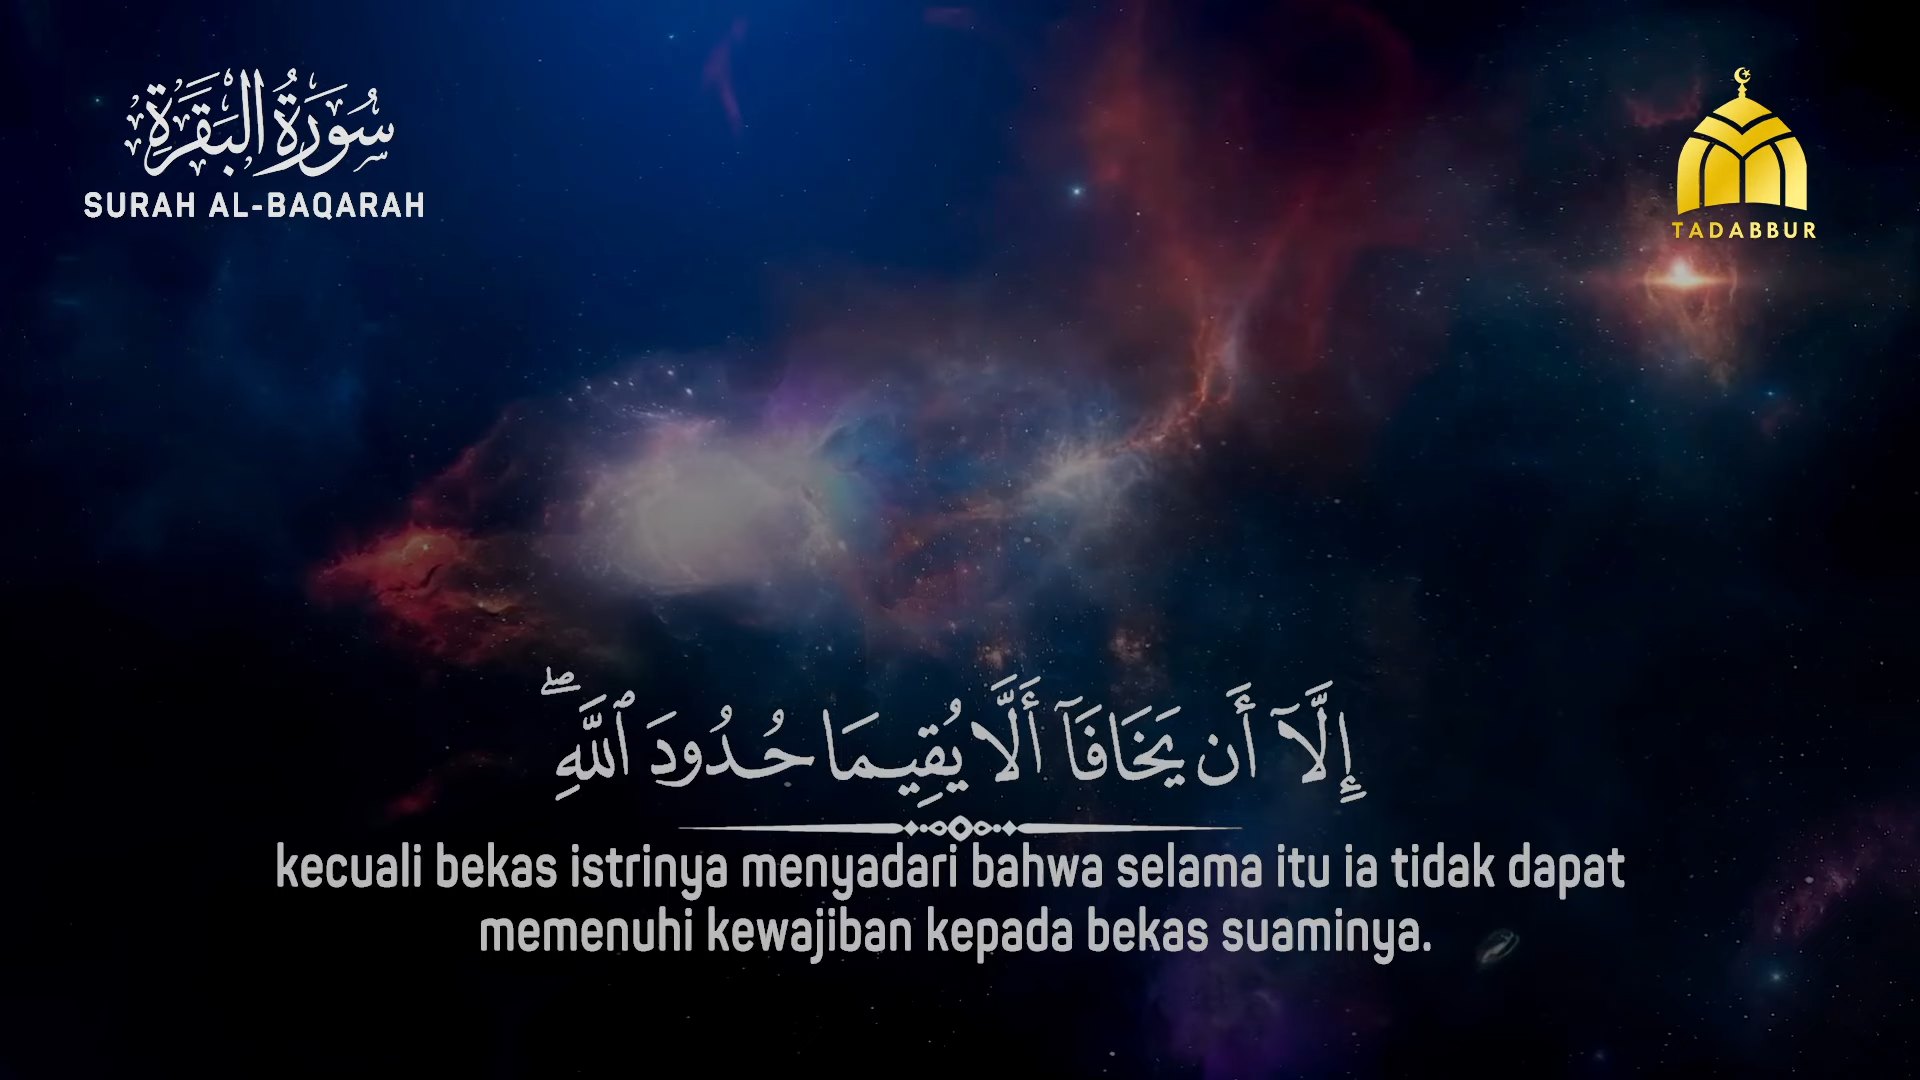 سُورَةُ البَقَرَةِ
SURAH AL-BAQARAH
TADABBUR
إِلَّآ أَن يَخَافَآ أَلَّا يُقِيمَا حُدُودَ ٱللَّهِ ۖ
kecuali bekas istrinya menyadari bahwa selama itu ia tidak dapat
memenuhi kewajiban kepada bekas suaminya.